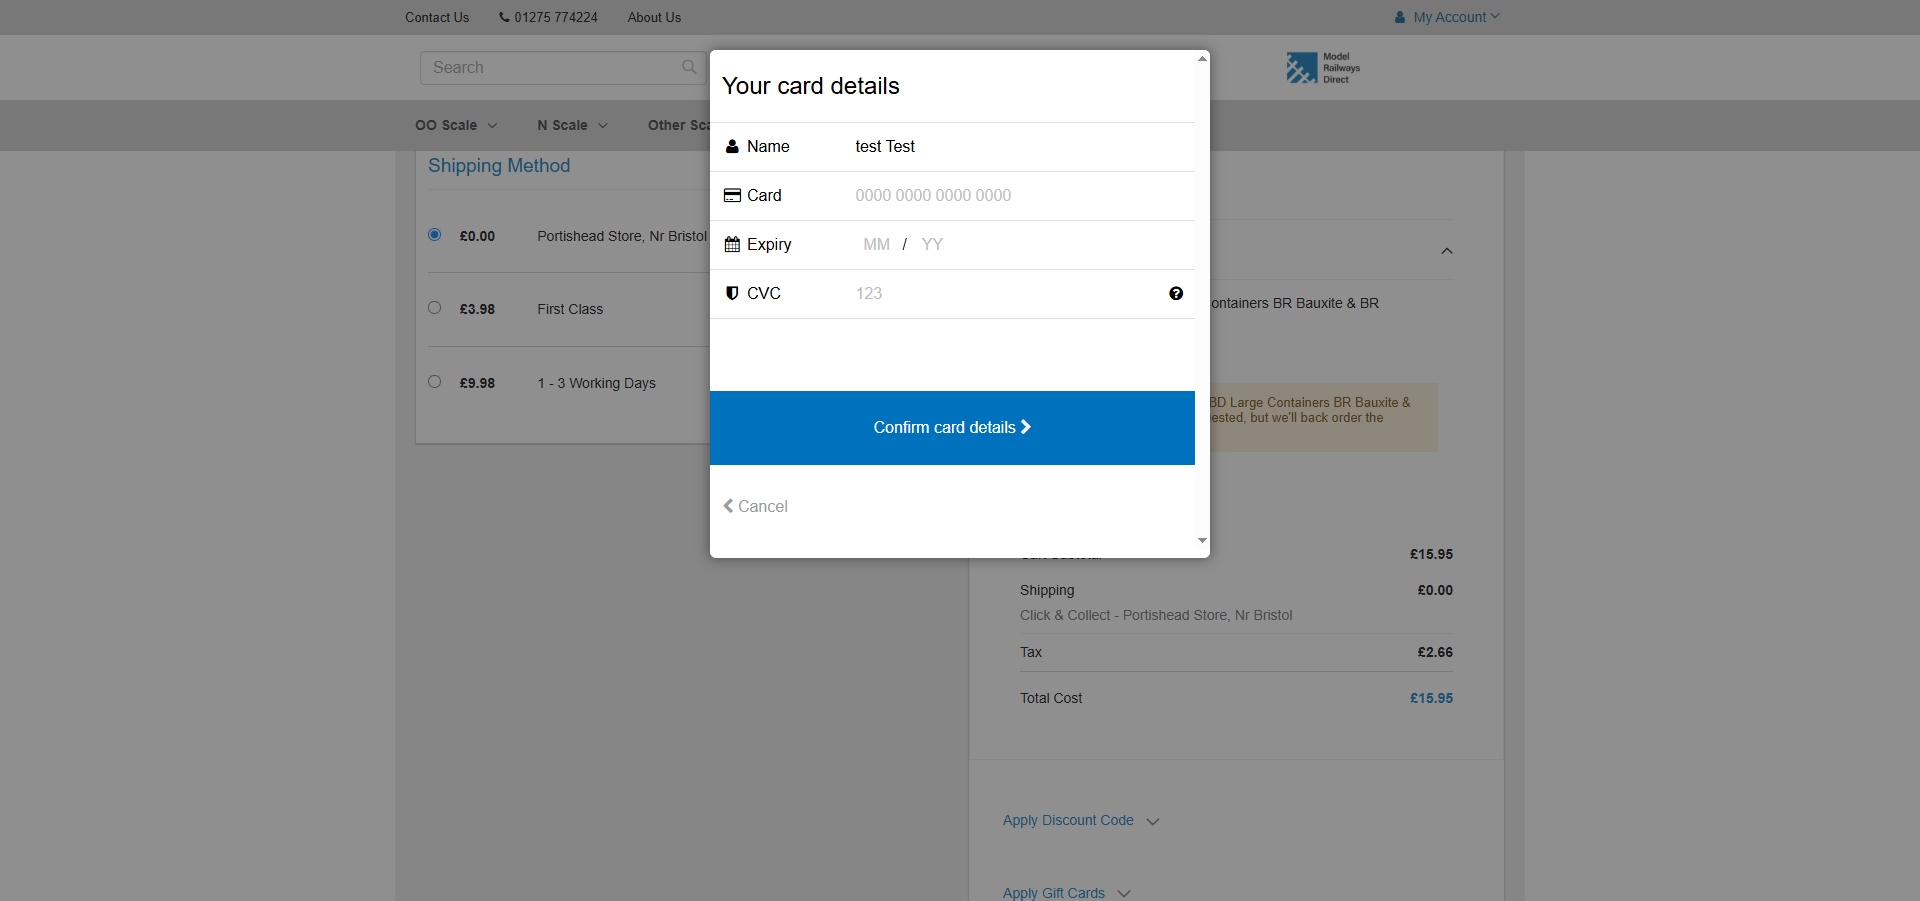 Contact Us
01275 774224
About Us
My Account
Search
Model
Railways
Direct
OO Scale
N Scale
Other
Shipping Method
£0.00 Portishead Store, Nr Bristol
£3.98 First Class
£9.98 1 - 3 Working Days
Your card details
Name test Test
Card 0000 0000 0000 0000
Expiry MM / YY
CVC 123
Confirm card details
Cancel
ontainers BR Bauxite & BR
BD Large Containers BR Bauxite &
ested, but we'll back order the
£15.95
Shipping £0.00
Click & Collect - Portishead Store, Nr Bristol
Tax £2.66
Total Cost £15.95
Apply Discount Code
Apply Gift Cards